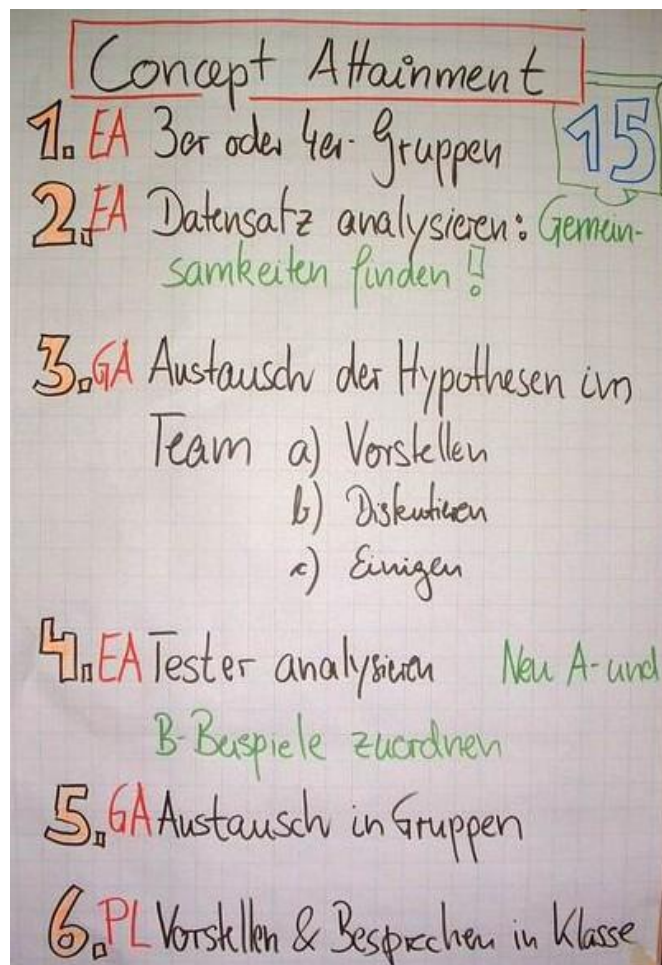 Concept Attainment
1. EA 3er oder 4er-Gruppen
15
2. EA Datensatz analysieren: Gemein-
samkeiten finden!
3. GA Austausch der Hypothesen im
Team a) Vorstellen
b) Diskutieren
c) Einigen
4. EA Tester analysieren Neu A- und
B-Beispiele zuordnen
5. GA Austausch in Gruppen
6. PL Vorstellen & Besprechen in Klasse